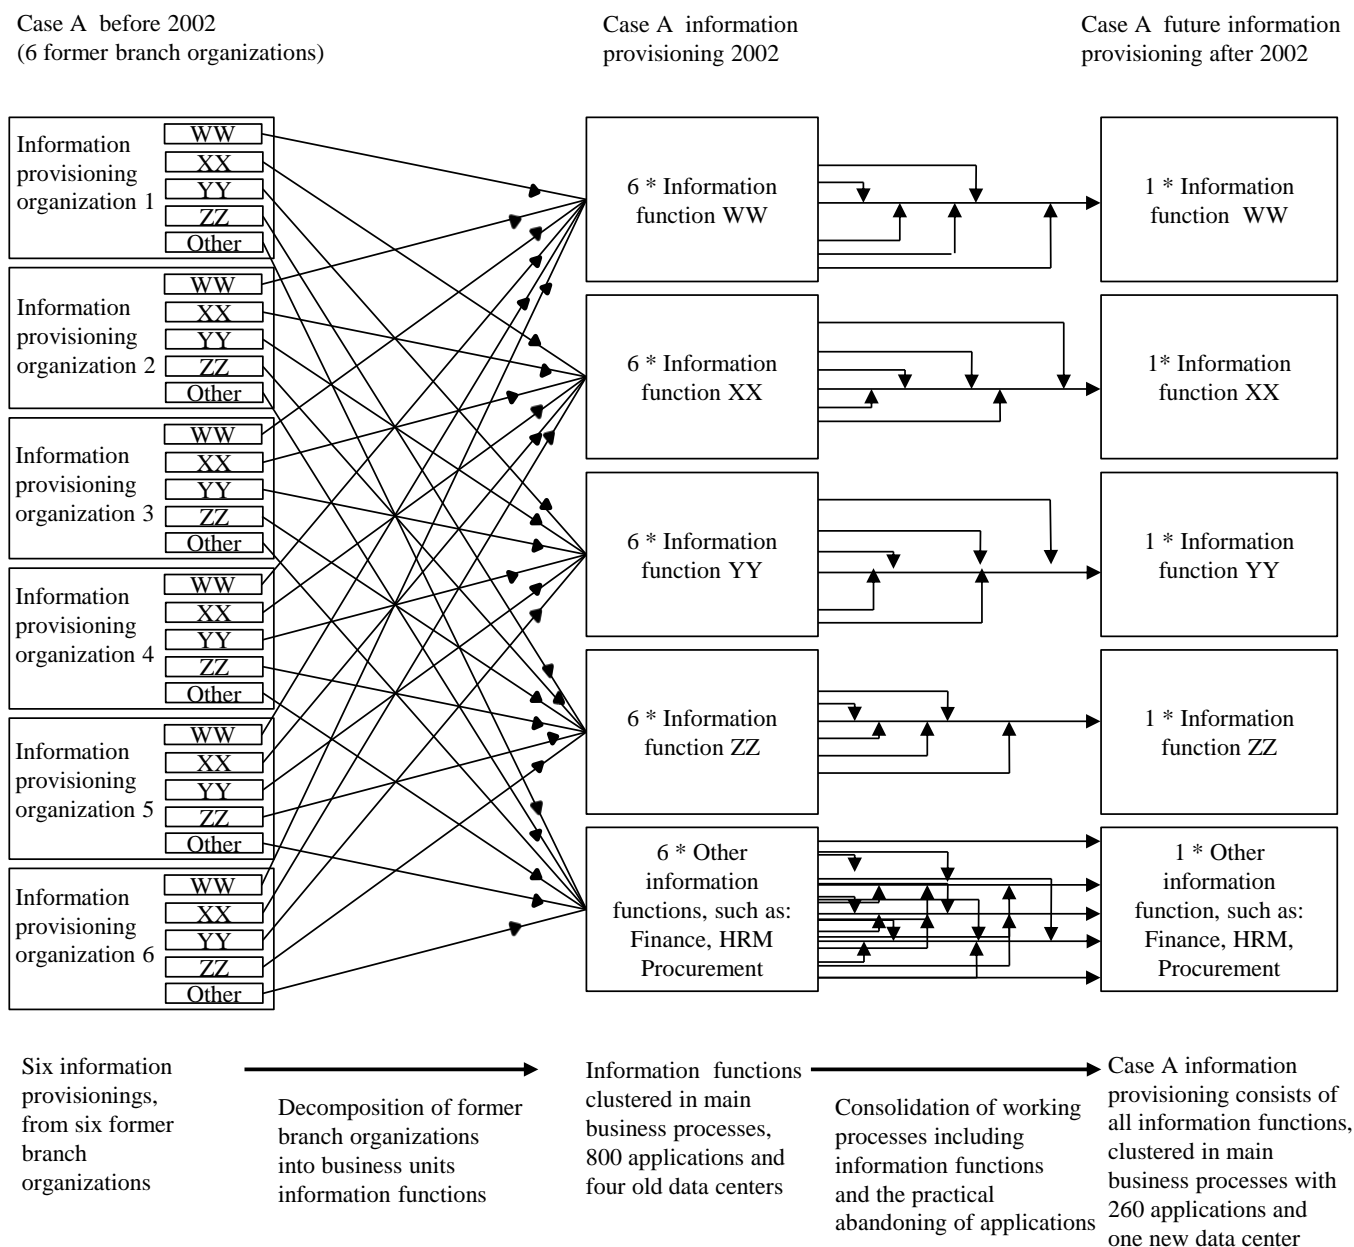 Case A before 2002
(6 former branch organizations)
Case A information
provisioning 2002
Case A future information
provisioning after 2002
Information
provisioning
organization 1
WW
XX
YY
ZZ
Other
Information
provisioning
organization 2
WW
XX
YY
ZZ
Other
Information
provisioning
organization 3
WW
XX
YY
ZZ
Other
Information
provisioning
organization 4
WW
XX
YY
ZZ
Other
Information
provisioning
organization 5
WW
XX
YY
ZZ
Other
Information
provisioning
organization 6
WW
XX
YY
ZZ
Other
6 * Information
function WW
6 * Information
function XX
6 * Information
function YY
6 * Information
function ZZ
6 * Other
information
functions, such as:
Finance, HRM
Procurement
1 * Information
function WW
1* Information
function XX
1 * Information
function YY
1 * Information
function ZZ
1 * Other
information
function, such as:
Finance, HRM,
Procurement
Six information
provisionings,
from six former
branch
organizations
Decomposition of former
branch organizations
into business units
information functions
Information functions
clustered in main
business processes,
800 applications and
four old data centers
Consolidation of working
processes including
information functions
and the practical
abandoning of applications
Case A information
provisioning consists of
all information functions,
clustered in main
business processes with
260 applications and
one new data center